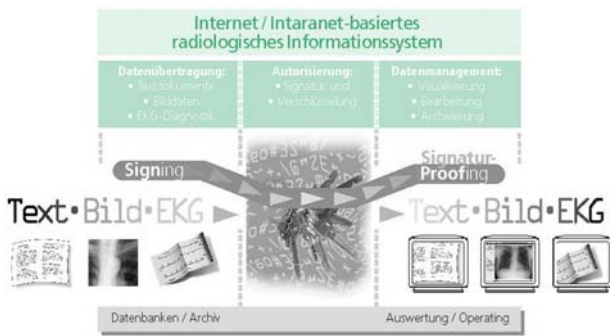 Internet / Intaranet-basiertes
radiologisches Informationssystem
Datenübertragung:
• Textdokumente
• Bilddaten
• EKG-Diagnostik
Autorisierung:
• Signatur und
Verschlüsselung
Datenmanagement:
• Visualisierung
• Bearbeitung
• Archivierung
Signing
Signatur-
Proofing
Text•Bild•EKG
Text•Bild•EKG
Datenbanken / Archiv
Auswertung / Operating